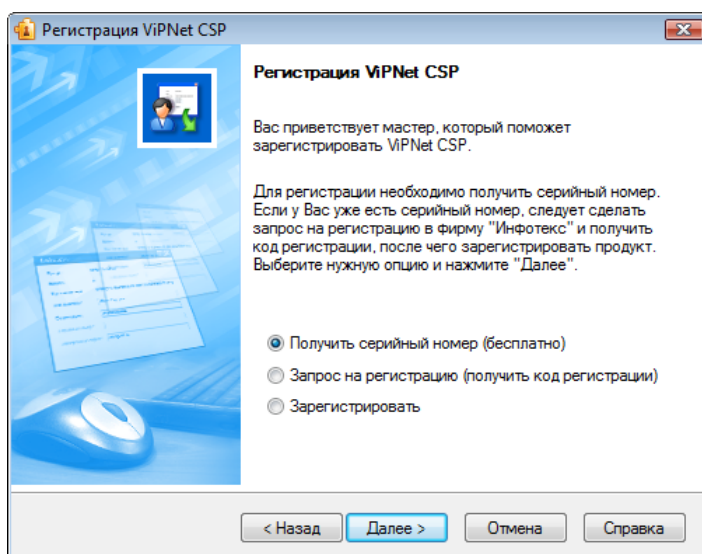 Регистрация ViPNet CSP
Регистрация ViPNet CSP
Вас приветствует мастер, который поможет
зарегистрировать ViPNet CSP.
Для регистрации необходимо получить серийный номер.
Если у Вас уже есть серийный номер, следует сделать
запрос на регистрацию в фирму "Инфотекс" и получить
код регистрации, после чего зарегистрировать продукт.
Выберите нужную опцию и нажмите "Далее".
Получить серийный номер (бесплатно)
Запрос на регистрацию (получить код регистрации)
Зарегистрировать
< Назад Далее > Отмена Справка